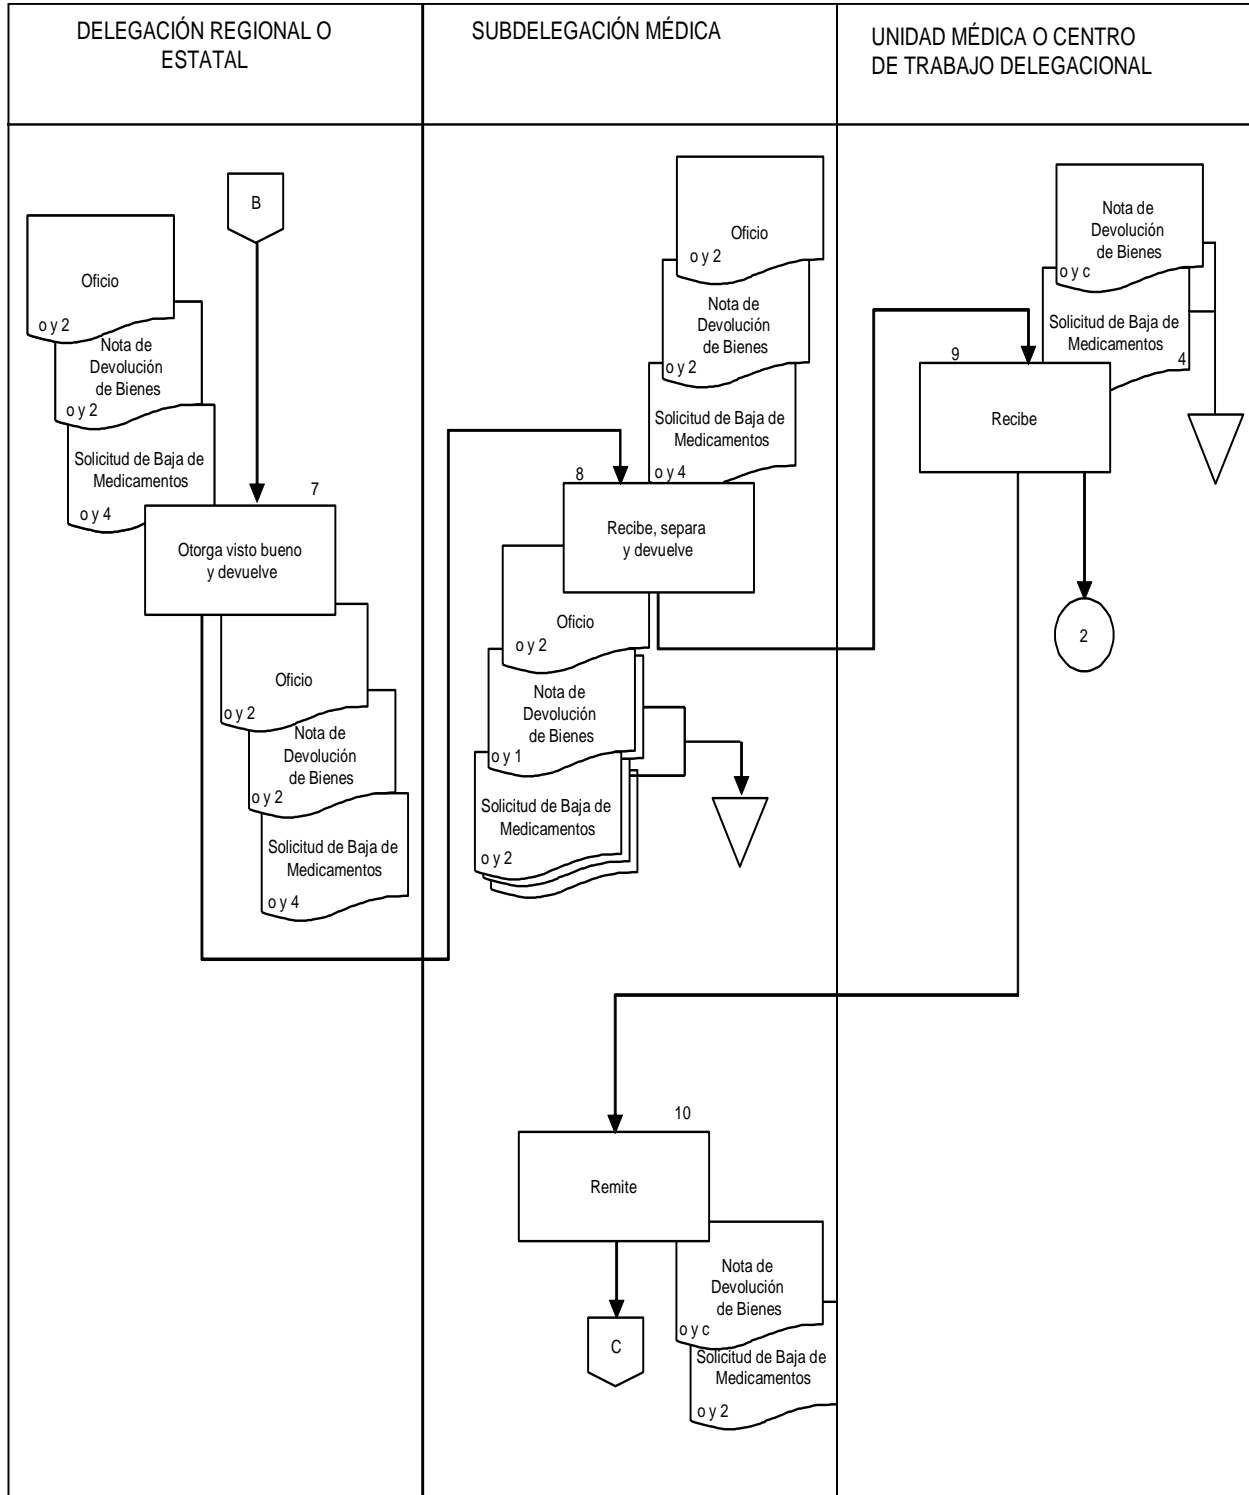 DELEGACIÓN REGIONAL O
ESTATAL
SUBDELEGACIÓN MÉDICA
UNIDAD MÉDICA O CENTRO
DE TRABAJO DELEGACIONAL
B
Oficio
o y 2
Nota de
Devolución
de Bienes
o y 2
Solicitud de Baja de
Medicamentos
o y 4
7
Otorga visto bueno
y devuelve
Oficio
o y 2
Nota de
Devolución
de Bienes
o y 2
Solicitud de Baja de
Medicamentos
o y 4
Oficio
o y 2
Nota de
Devolución
de Bienes
o y 2
Solicitud de Baja de
Medicamentos
o y 4
8
Recibe, separa
y devuelve
Oficio
o y 2
Nota de
Devolución
de Bienes
o y 1
Solicitud de Baja de
Medicamentos
o y 2
Nota de
Devolución
de Bienes
o y c
Solicitud de Baja de
Medicamentos
4
9
Recibe
2
10
Remite
Nota de
Devolución
de Bienes
o y c
Solicitud de Baja de
Medicamentos
o y 2
C